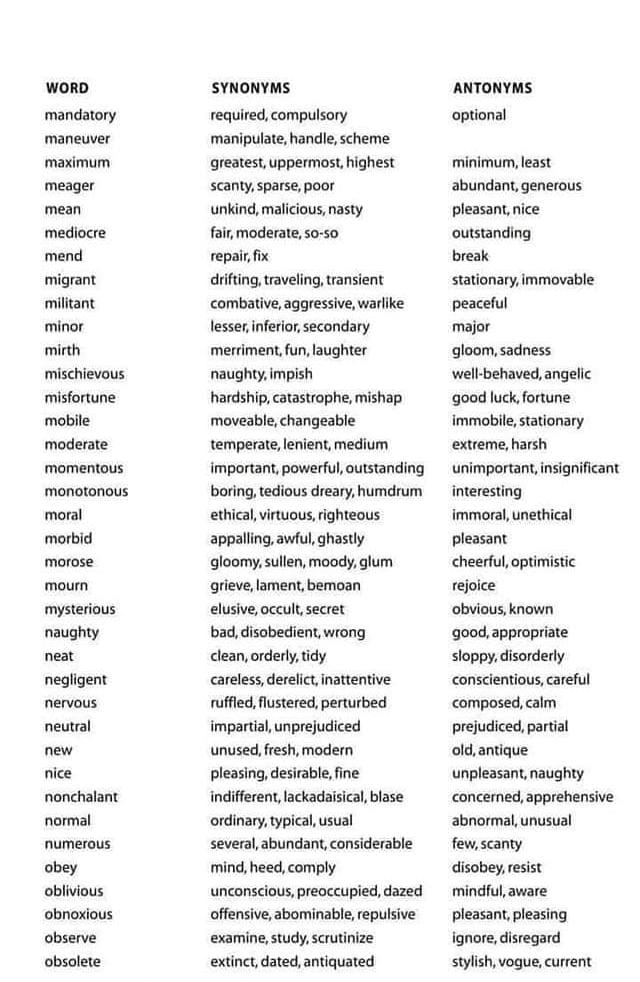 WORD SYNONYMS ANTONYMS
mandatory required, compulsory optional
maneuver manipulate, handle, scheme
maximum greatest, uppermost, highest minimum, least
meager scanty, sparse, poor abundant, generous
mean unkind, malicious, nasty pleasant, nice
mediocre fair, moderate, so-so outstanding
mend repair, fix break
migrant drifting, traveling, transient stationary, immovable
militant combative, aggressive, warlike peaceful
minor lesser, inferior, secondary major
mirth merriment, fun, laughter gloom, sadness
mischievous naughty, impish well-behaved, angelic
misfortune hardship, catastrophe, mishap good luck, fortune
mobile moveable, changeable immobile, stationary
moderate temperate, lenient, medium extreme, harsh
momentous important, powerful, outstanding unimportant, insignificant
monotonous boring, tedious dreary, humdrum interesting
moral ethical, virtuous, righteous immoral, unethical
morbid appalling, awful, ghastly pleasant
morose gloomy, sullen, moody, glum cheerful, optimistic
mourn grieve, lament, bemoan rejoice
mysterious elusive, occult, secret obvious, known
naughty bad, disobedient, wrong good, appropriate
neat clean, orderly, tidy sloppy, disorderly
negligent careless, derelict, inattentive conscientious, careful
nervous ruffled, flustered, perturbed composed, calm
neutral impartial, unprejudiced prejudiced, partial
new unused, fresh, modern old, antique
nice pleasing, desirable, fine unpleasant, naughty
nonchalant indifferent, lackadaisical, blase concerned, apprehensive
normal ordinary, typical, usual abnormal, unusual
numerous several, abundant, considerable few, scanty
obey mind, heed, comply disobey, resist
oblivious unconscious, preoccupied, dazed mindful, aware
obnoxious offensive, abominable, repulsive pleasant, pleasing
observe examine, study, scrutinize ignore, disregard
obsolete extinct, dated, antiquated stylish, vogue, current